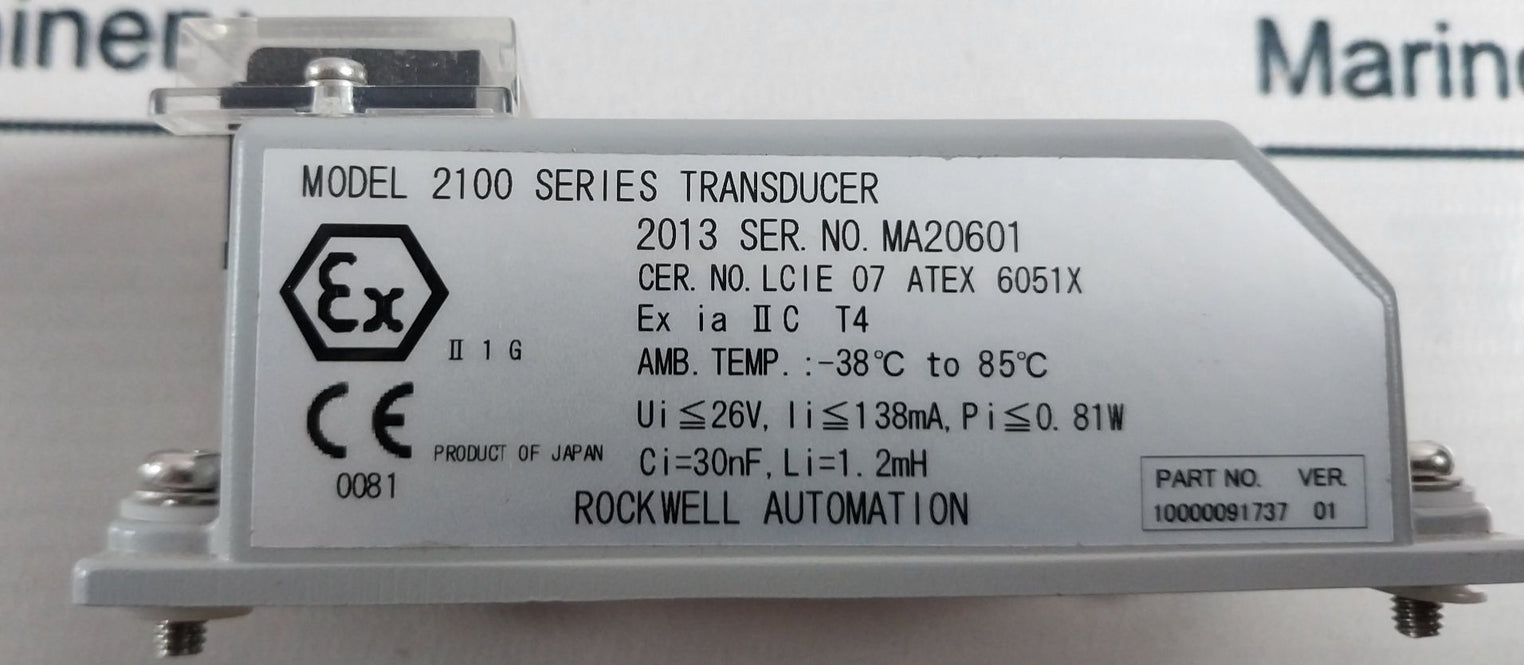 Marin
MODEL 2100 SERIES TRANSDUCER
2013 SER. NO. MA20601
CER. NO. LCIE 07 ATEX 6051X
Ex
Ex ia Ⅱ C T4
Ⅱ 1 G
AMB. TEMP. :-38℃ to 85℃
Ui≦26V, Ii≦138mA, Pi≦0. 81W
CE
PRODUCT OF JAPAN
Ci=30nF, Li=1. 2mH
0081
ROCKWELL AUTOMATION
PART NO. VER.
10000091737 01